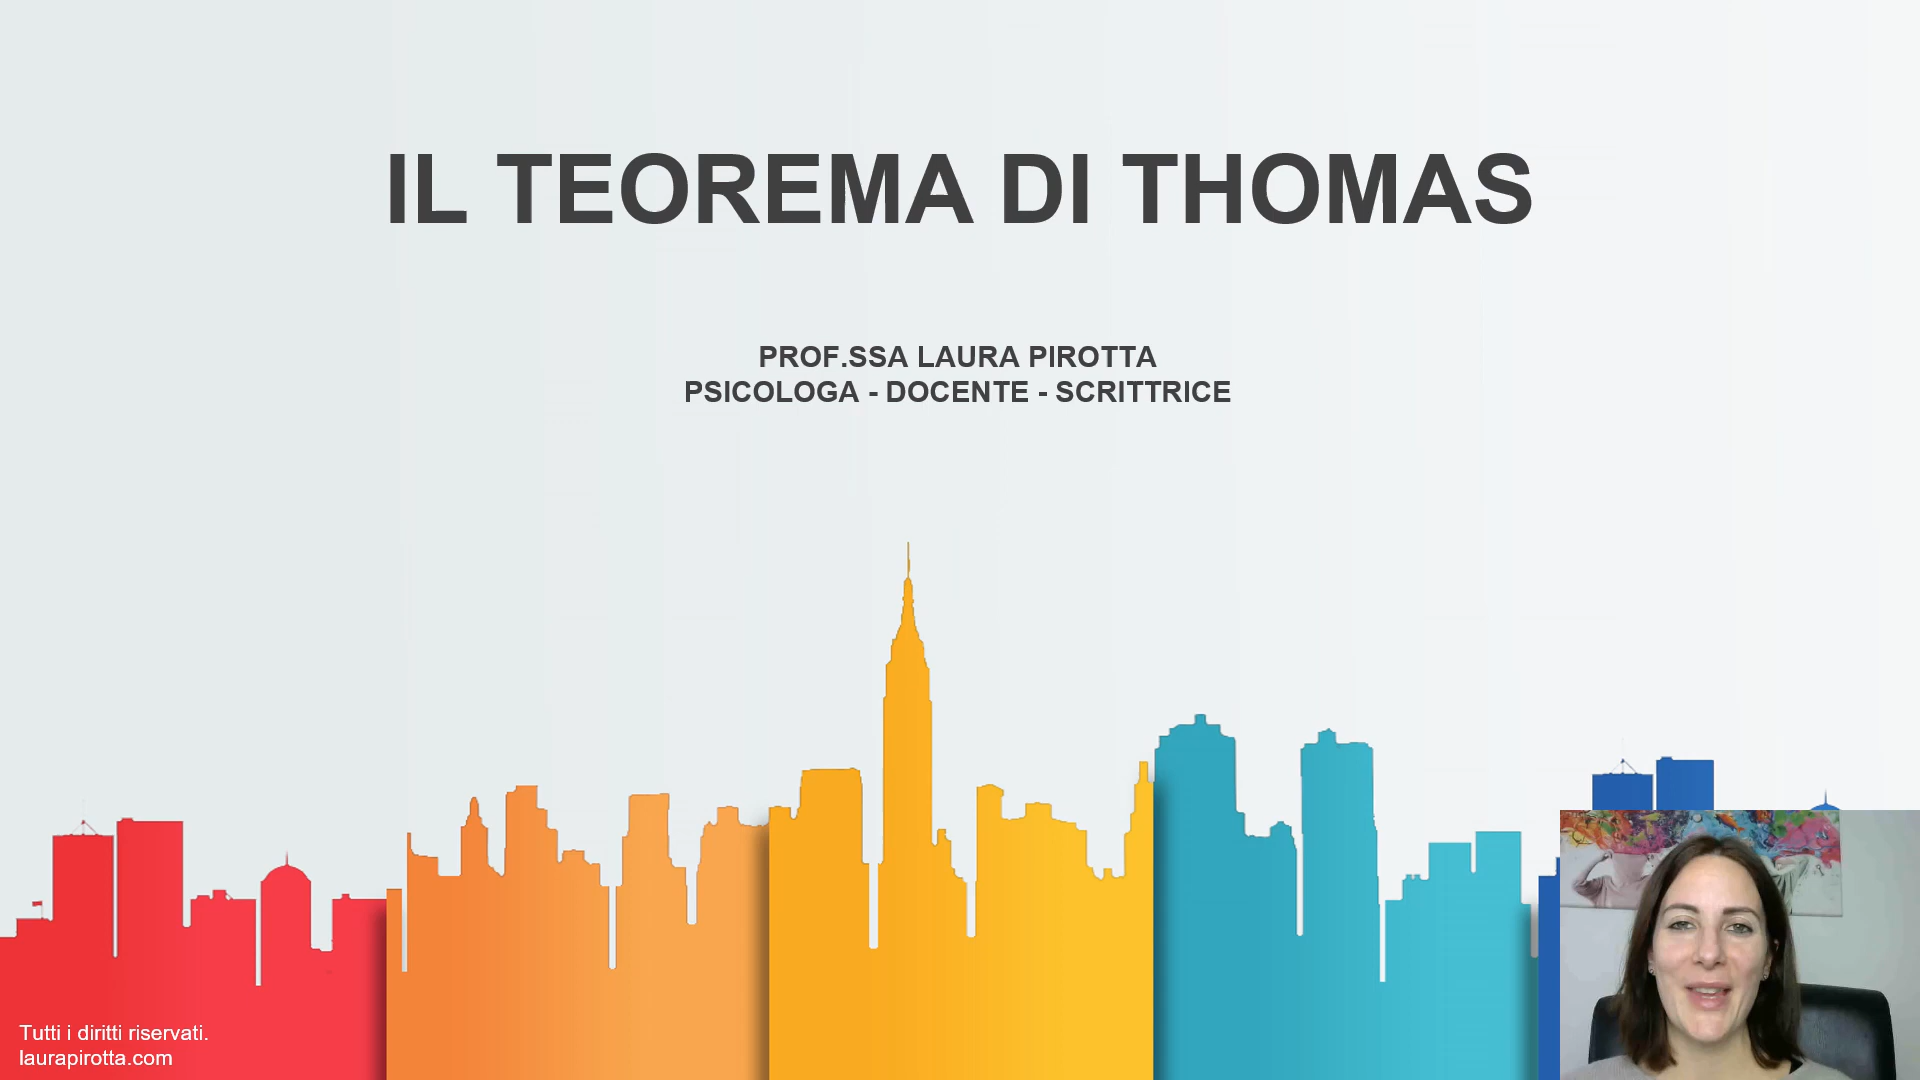 IL TEOREMA DI THOMAS
PROF.SSA LAURA PIROTTA
PSICOLOGA - DOCENTE - SCRITTRICE
Tutti i diritti riservati.
laurapirotta.com